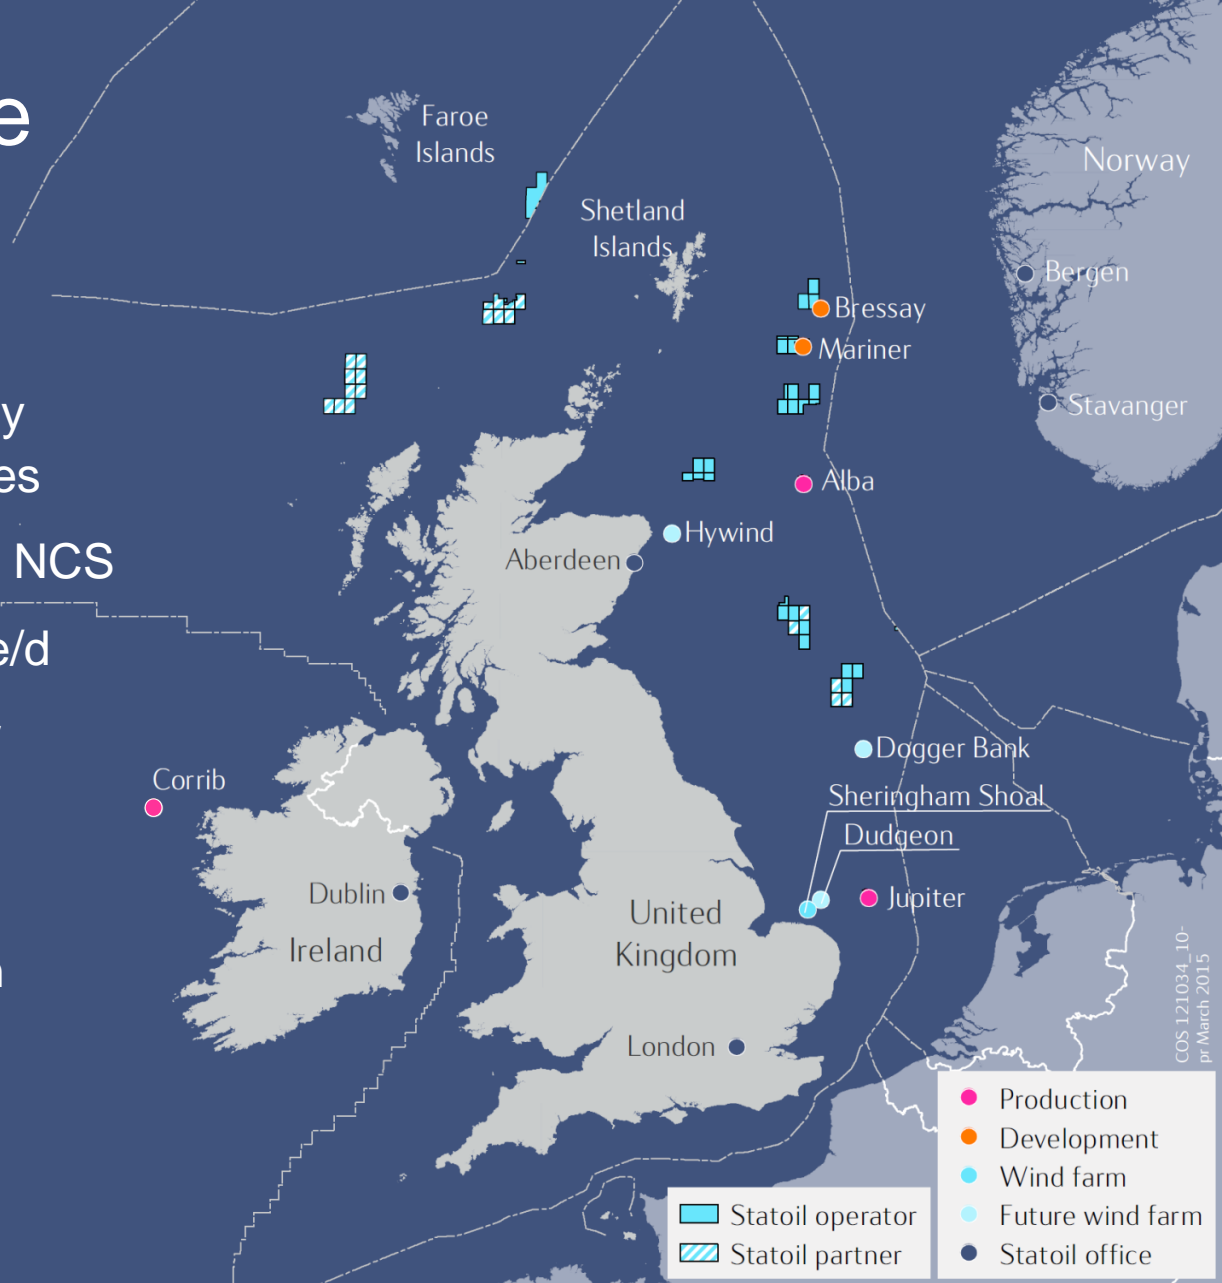 e
Faroe
Islands
Norway
Shetland
Islands
Bergen
Bressay
Mariner
y
Stavanger
es
Alba
Hywind
NCS
Aberdeen
e/d
Dogger Bank
Corrib
Sheringham Shoal
Dudgeon
Dublin
Jupiter
United
Kingdom
Ireland
London
COS 121034_10-
pr March 2015
Production
Development
Wind farm
Future wind farm
Statoil office
Statoil operator
Statoil partner